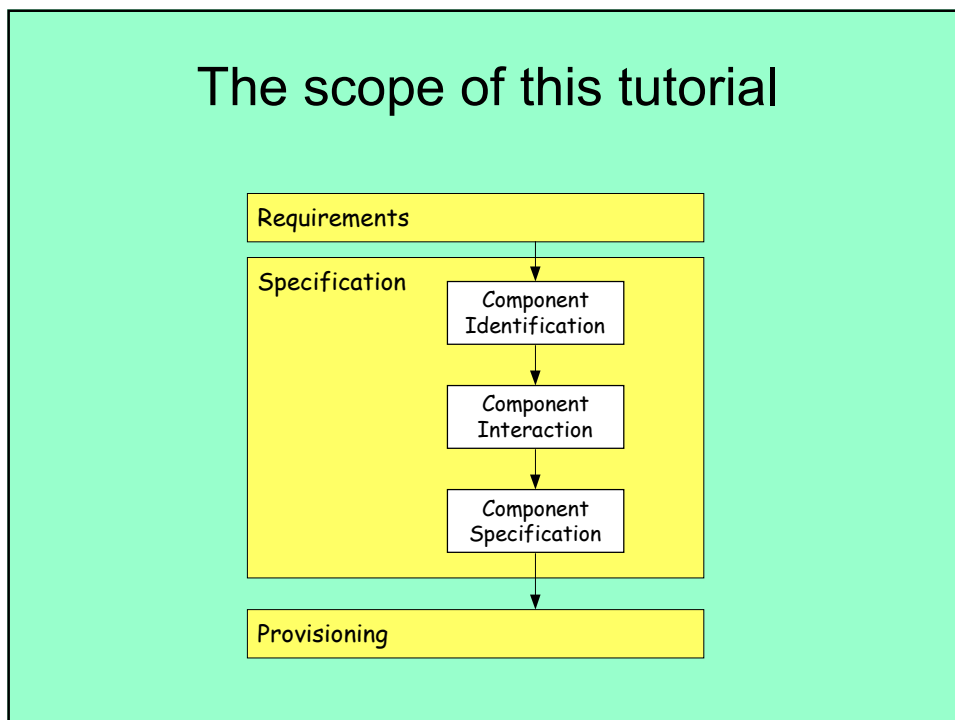 The scope of this tutorial
Requirements
Specification
Component
Identification
Component
Interaction
Component
Specification
Provisioning